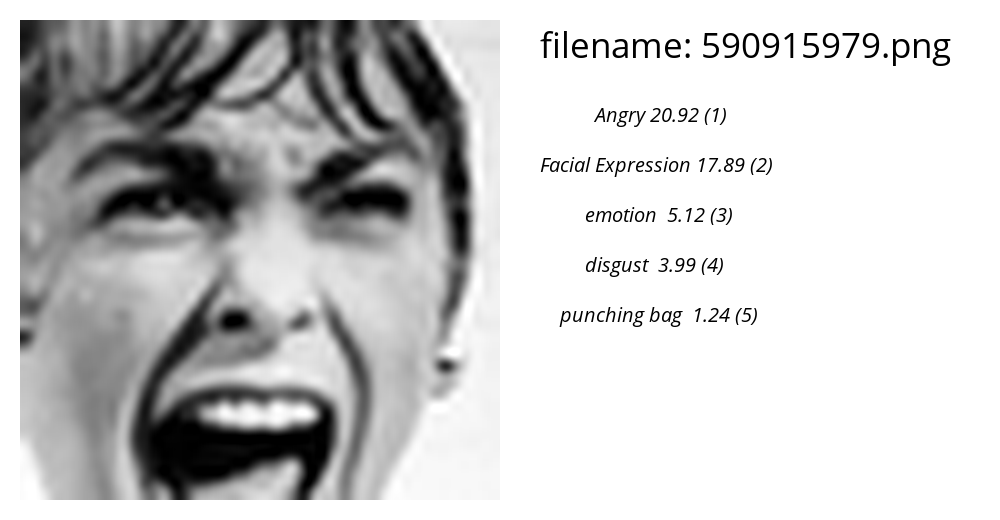 filename: 590915979.png
Angry 20.92 (1)
Facial Expression 17.89 (2)
emotion 5.12 (3)
disgust 3.99 (4)
punching bag 1.24 (5)